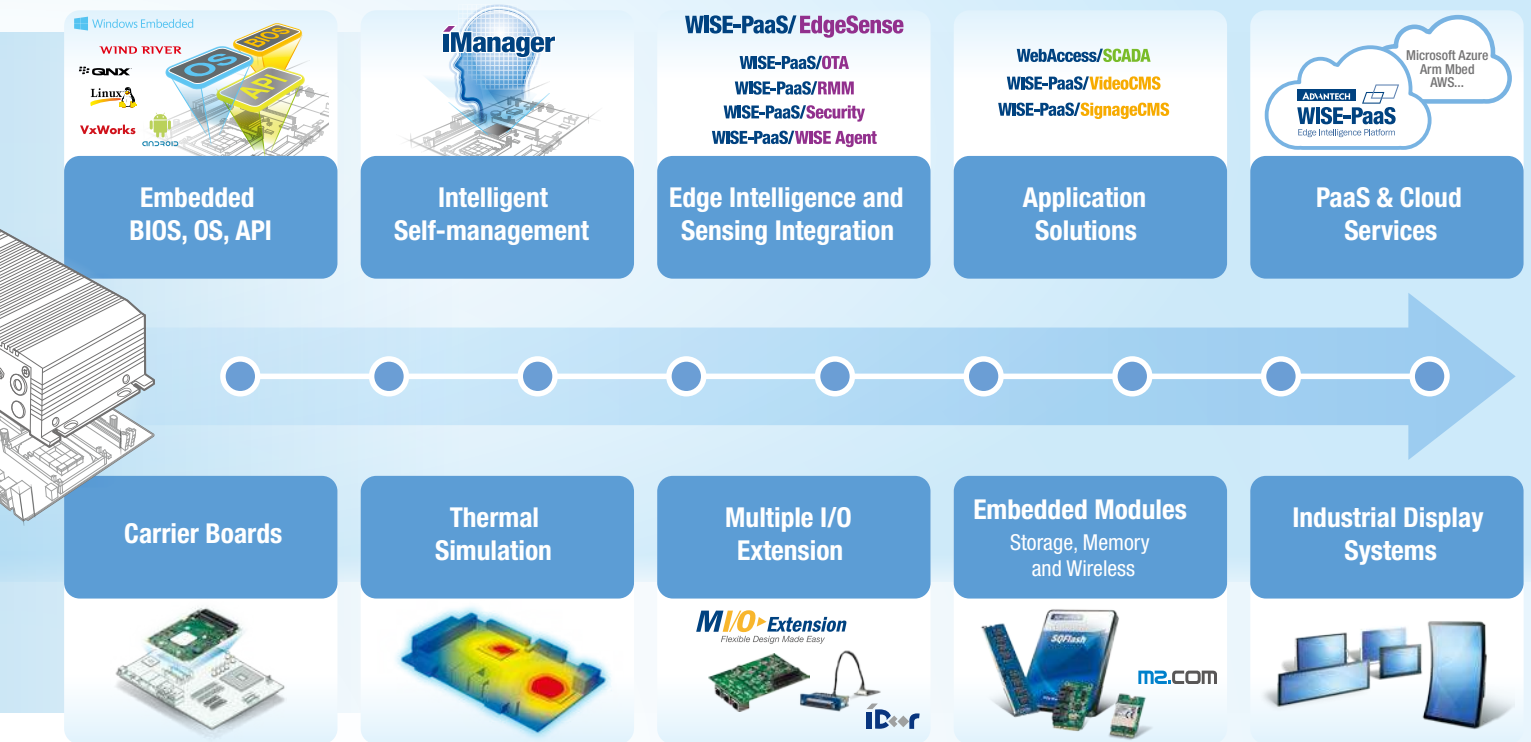 Windows Embedded
WIND RIVER
QNX
Linux
VxWorks
android
OS
BIOS
API
Embedded
BIOS, OS, API
iManager
Intelligent
Self-management
WISE-PaaS/EdgeSense
WISE-PaaS/OTA
WISE-PaaS/RMM
WISE-PaaS/Security
WISE-PaaS/WISE Agent
Edge Intelligence and
Sensing Integration
WebAccess/SCADA
WISE-PaaS/VideoCMS
WISE-PaaS/SignageCMS
Application
Solutions
Microsoft Azure
Arm Mbed
AWS...
ADVANTECH
WISE-PaaS
Edge Intelligence Platform
PaaS & Cloud
Services
Carrier Boards
Thermal
Simulation
Multiple I/O
Extension
MI/O Extension
Flexible Design Made Easy
iDoor
Embedded Modules
Storage, Memory
and Wireless
SQFlash
m2.com
Industrial Display
Systems